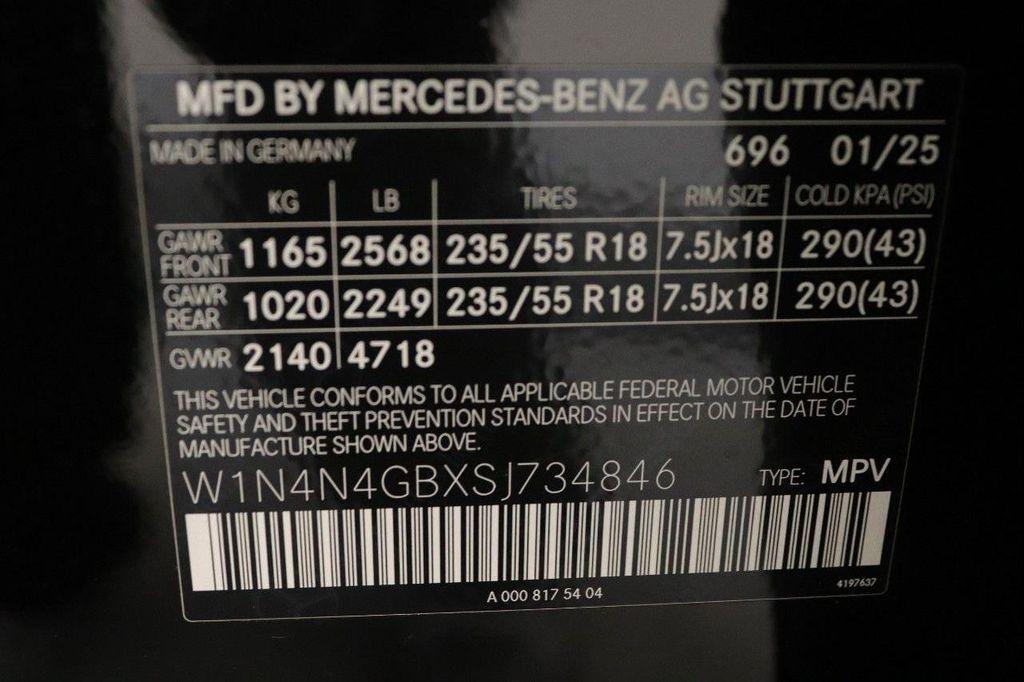 MFD BY MERCEDES-BENZ AG STUTTGART
MADE IN GERMANY 696 01/25
KG LB TIRES RIM SIZE COLD KPA (PSI)
GAWR FRONT 1165 2568 235/55 R18 7.5Jx18 290(43)
GAWR REAR 1020 2249 235/55 R18 7.5Jx18 290(43)
GVWR 2140 4718
THIS VEHICLE CONFORMS TO ALL APPLICABLE FEDERAL MOTOR VEHICLE
SAFETY AND THEFT PREVENTION STANDARDS IN EFFECT ON THE DATE OF
MANUFACTURE SHOWN ABOVE.
W1N4N4GBXSJ734846 TYPE: MPV
4197637
A 000 817 54 04